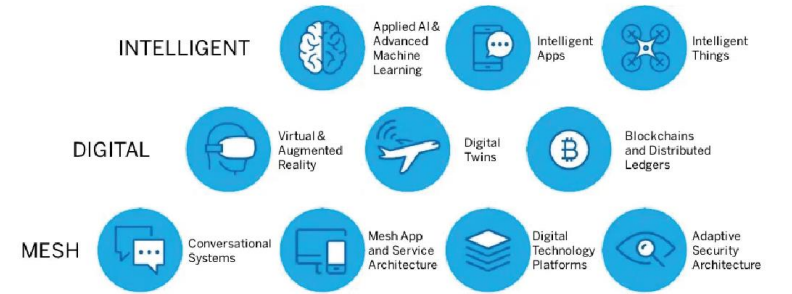 INTELLIGENT
Applied AI &
Advanced
Machine
Learning
Intelligent
Apps
Intelligent
Things
DIGITAL
Virtual &
Augmented
Reality
Digital
Twins
Blockchains
and Distributed
Ledgers
MESH
Conversational
Systems
Mesh App
and Service
Architecture
Digital
Technology
Platforms
Adaptive
Security
Architecture